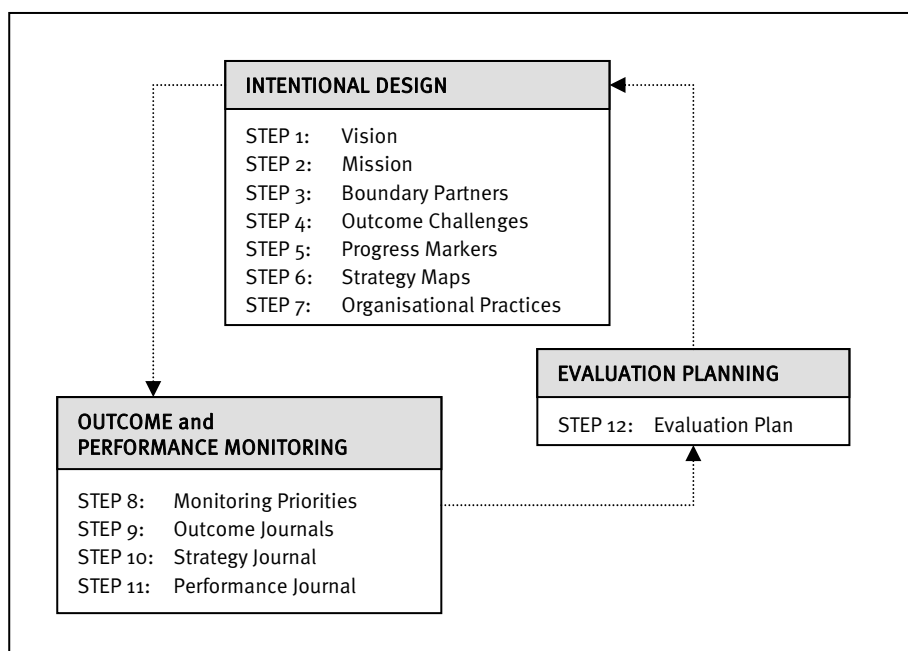 INTENTIONAL DESIGN
STEP 1: Vision
STEP 2: Mission
STEP 3: Boundary Partners
STEP 4: Outcome Challenges
STEP 5: Progress Markers
STEP 6: Strategy Maps
STEP 7: Organisational Practices
OUTCOME and
PERFORMANCE MONITORING
STEP 8: Monitoring Priorities
STEP 9: Outcome Journals
STEP 10: Strategy Journal
STEP 11: Performance Journal
EVALUATION PLANNING
STEP 12: Evaluation Plan